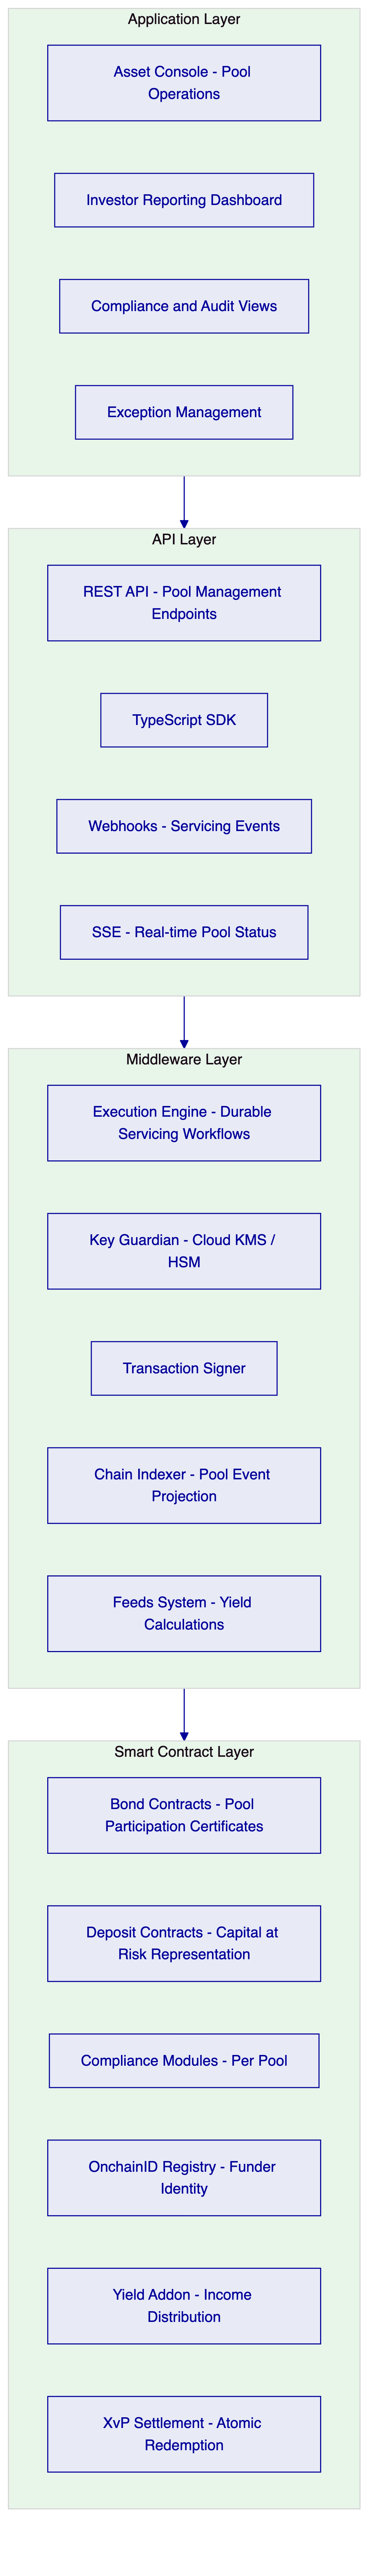 Application Layer
Asset Console - Pool
Operations
Investor Reporting Dashboard
Compliance and Audit Views
Exception Management
API Layer
REST API - Pool Management
Endpoints
TypeScript SDK
Webhooks - Servicing Events
SSE - Real-time Pool Status
Middleware Layer
Execution Engine - Durable
Servicing Workflows
Key Guardian - Cloud KMS /
HSM
Transaction Signer
Chain Indexer - Pool Event
Projection
Feeds System - Yield
Calculations
Smart Contract Layer
Bond Contracts - Pool
Participation Certificates
Deposit Contracts - Capital at
Risk Representation
Compliance Modules - Per Pool
OnchainID Registry - Funder
Identity
Yield Addon - Income
Distribution
XvP Settlement - Atomic
Redemption